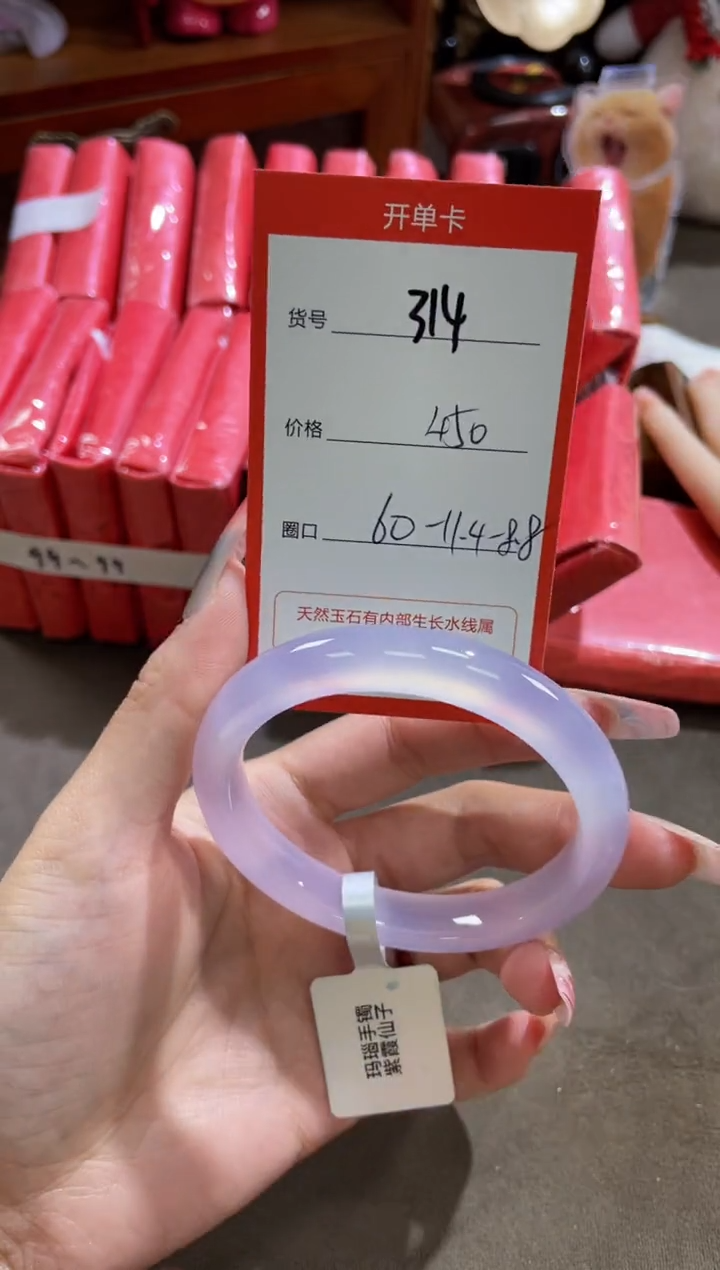 开单卡
货号 314
价格 450
圈口 60-11.4-8.8
天然玉石有内部生长水线属
玛瑙手镯
紫霞仙子